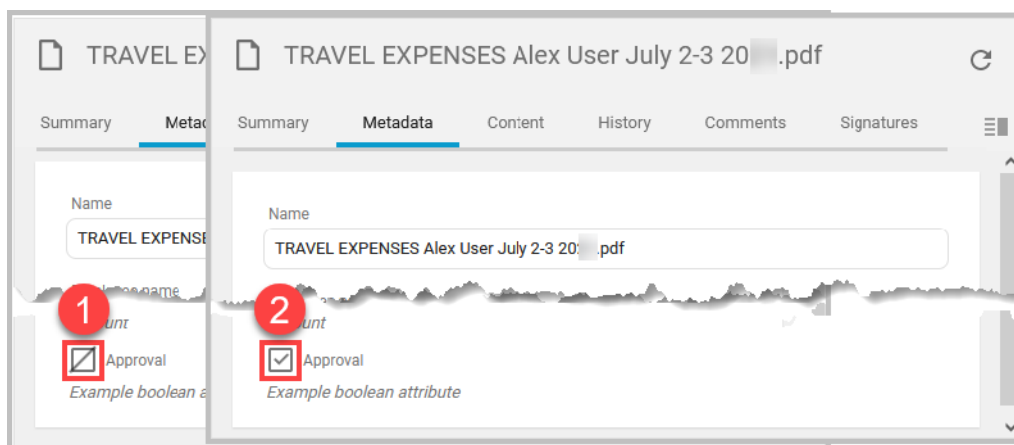 TRAVEL EX
Summary Metad
Name
TRAVEL EXPENSE
name
1
unt
Approval
Example boolean a
TRAVEL EXPENSES Alex User July 2-3 20 .pdf
Summary Metadata Content History Comments Signatures
Name
TRAVEL EXPENSES Alex User July 2-3 20 .pdf
2
unt
Approval
Example boolean attribute